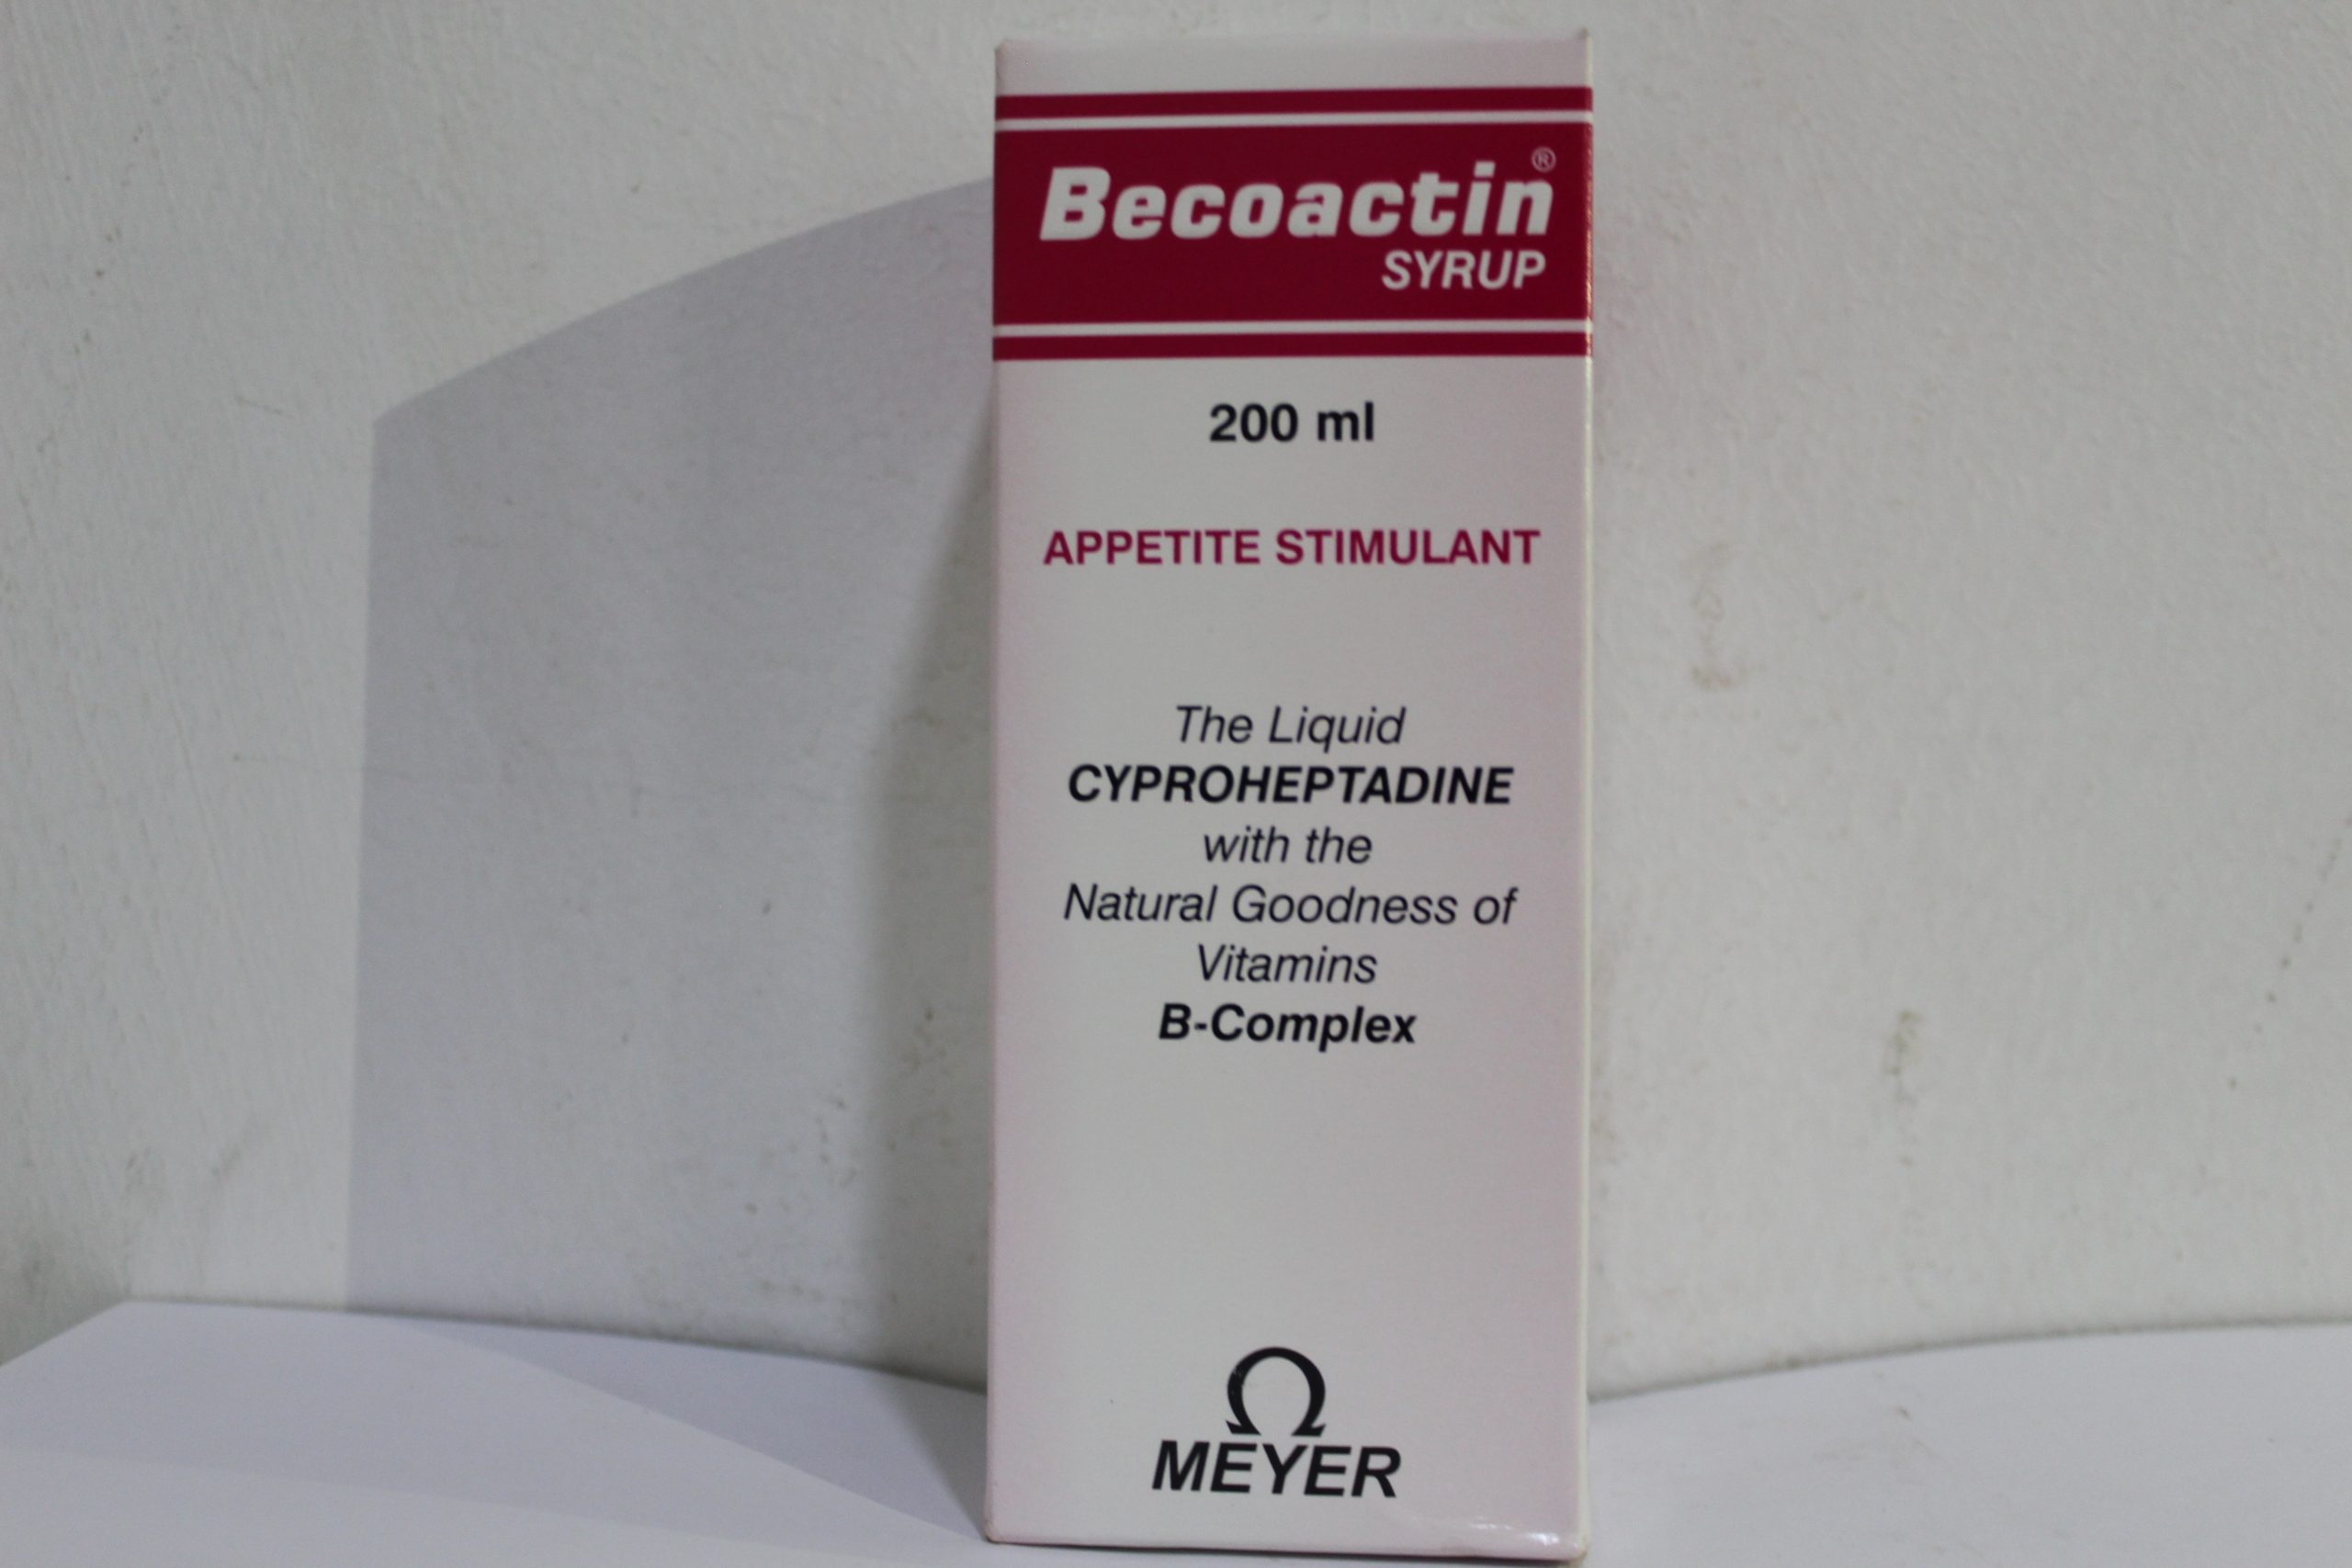 Becoactin®
SYRUP
200 ml
APPETITE STIMULANT
The Liquid
CYPROHEPTADINE
with the
Natural Goodness of
Vitamins
B-Complex
MEYER